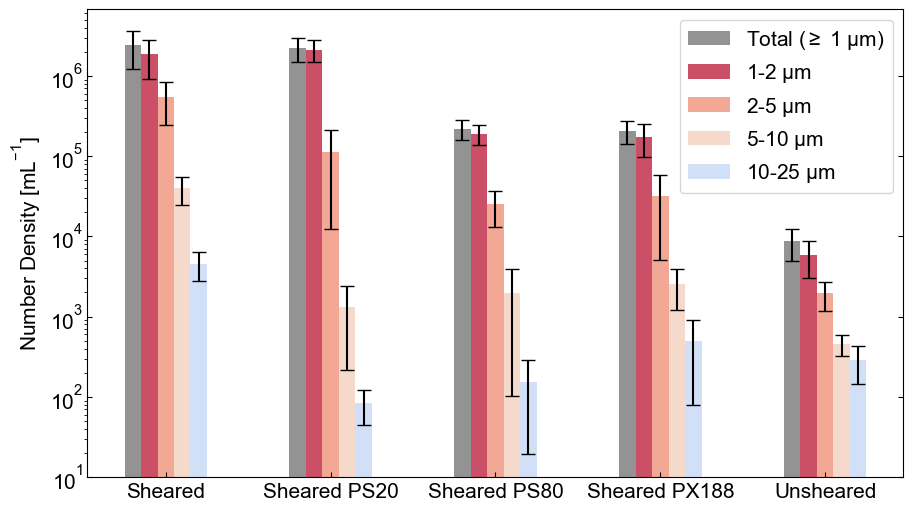 Number Density [mL⁻¹]
10⁶
10⁵
10⁴
10³
10²
10¹
Total (≥ 1 µm)
1-2 µm
2-5 µm
5-10 µm
10-25 µm
Sheared
Sheared PS20
Sheared PS80
Sheared PX188
Unsheared